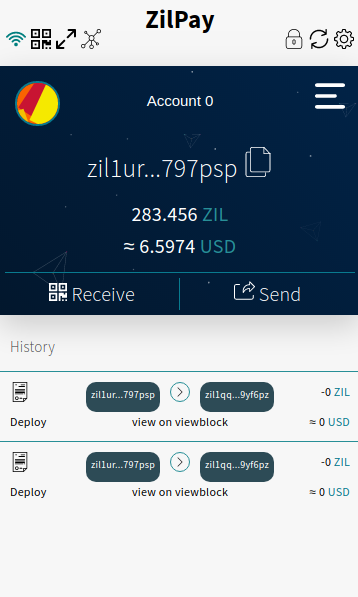 ZilPay
Account 0
zil1ur...797psp
283.456 ZIL
≈ 6.5974 USD
Receive
Send
History
zil1ur...797psp zil1qq...9yf6pz -0 ZIL
Deploy view on viewblock ≈ 0 USD
zil1ur...797psp zil1qq...9yf6pz -0 ZIL
Deploy view on viewblock ≈ 0 USD